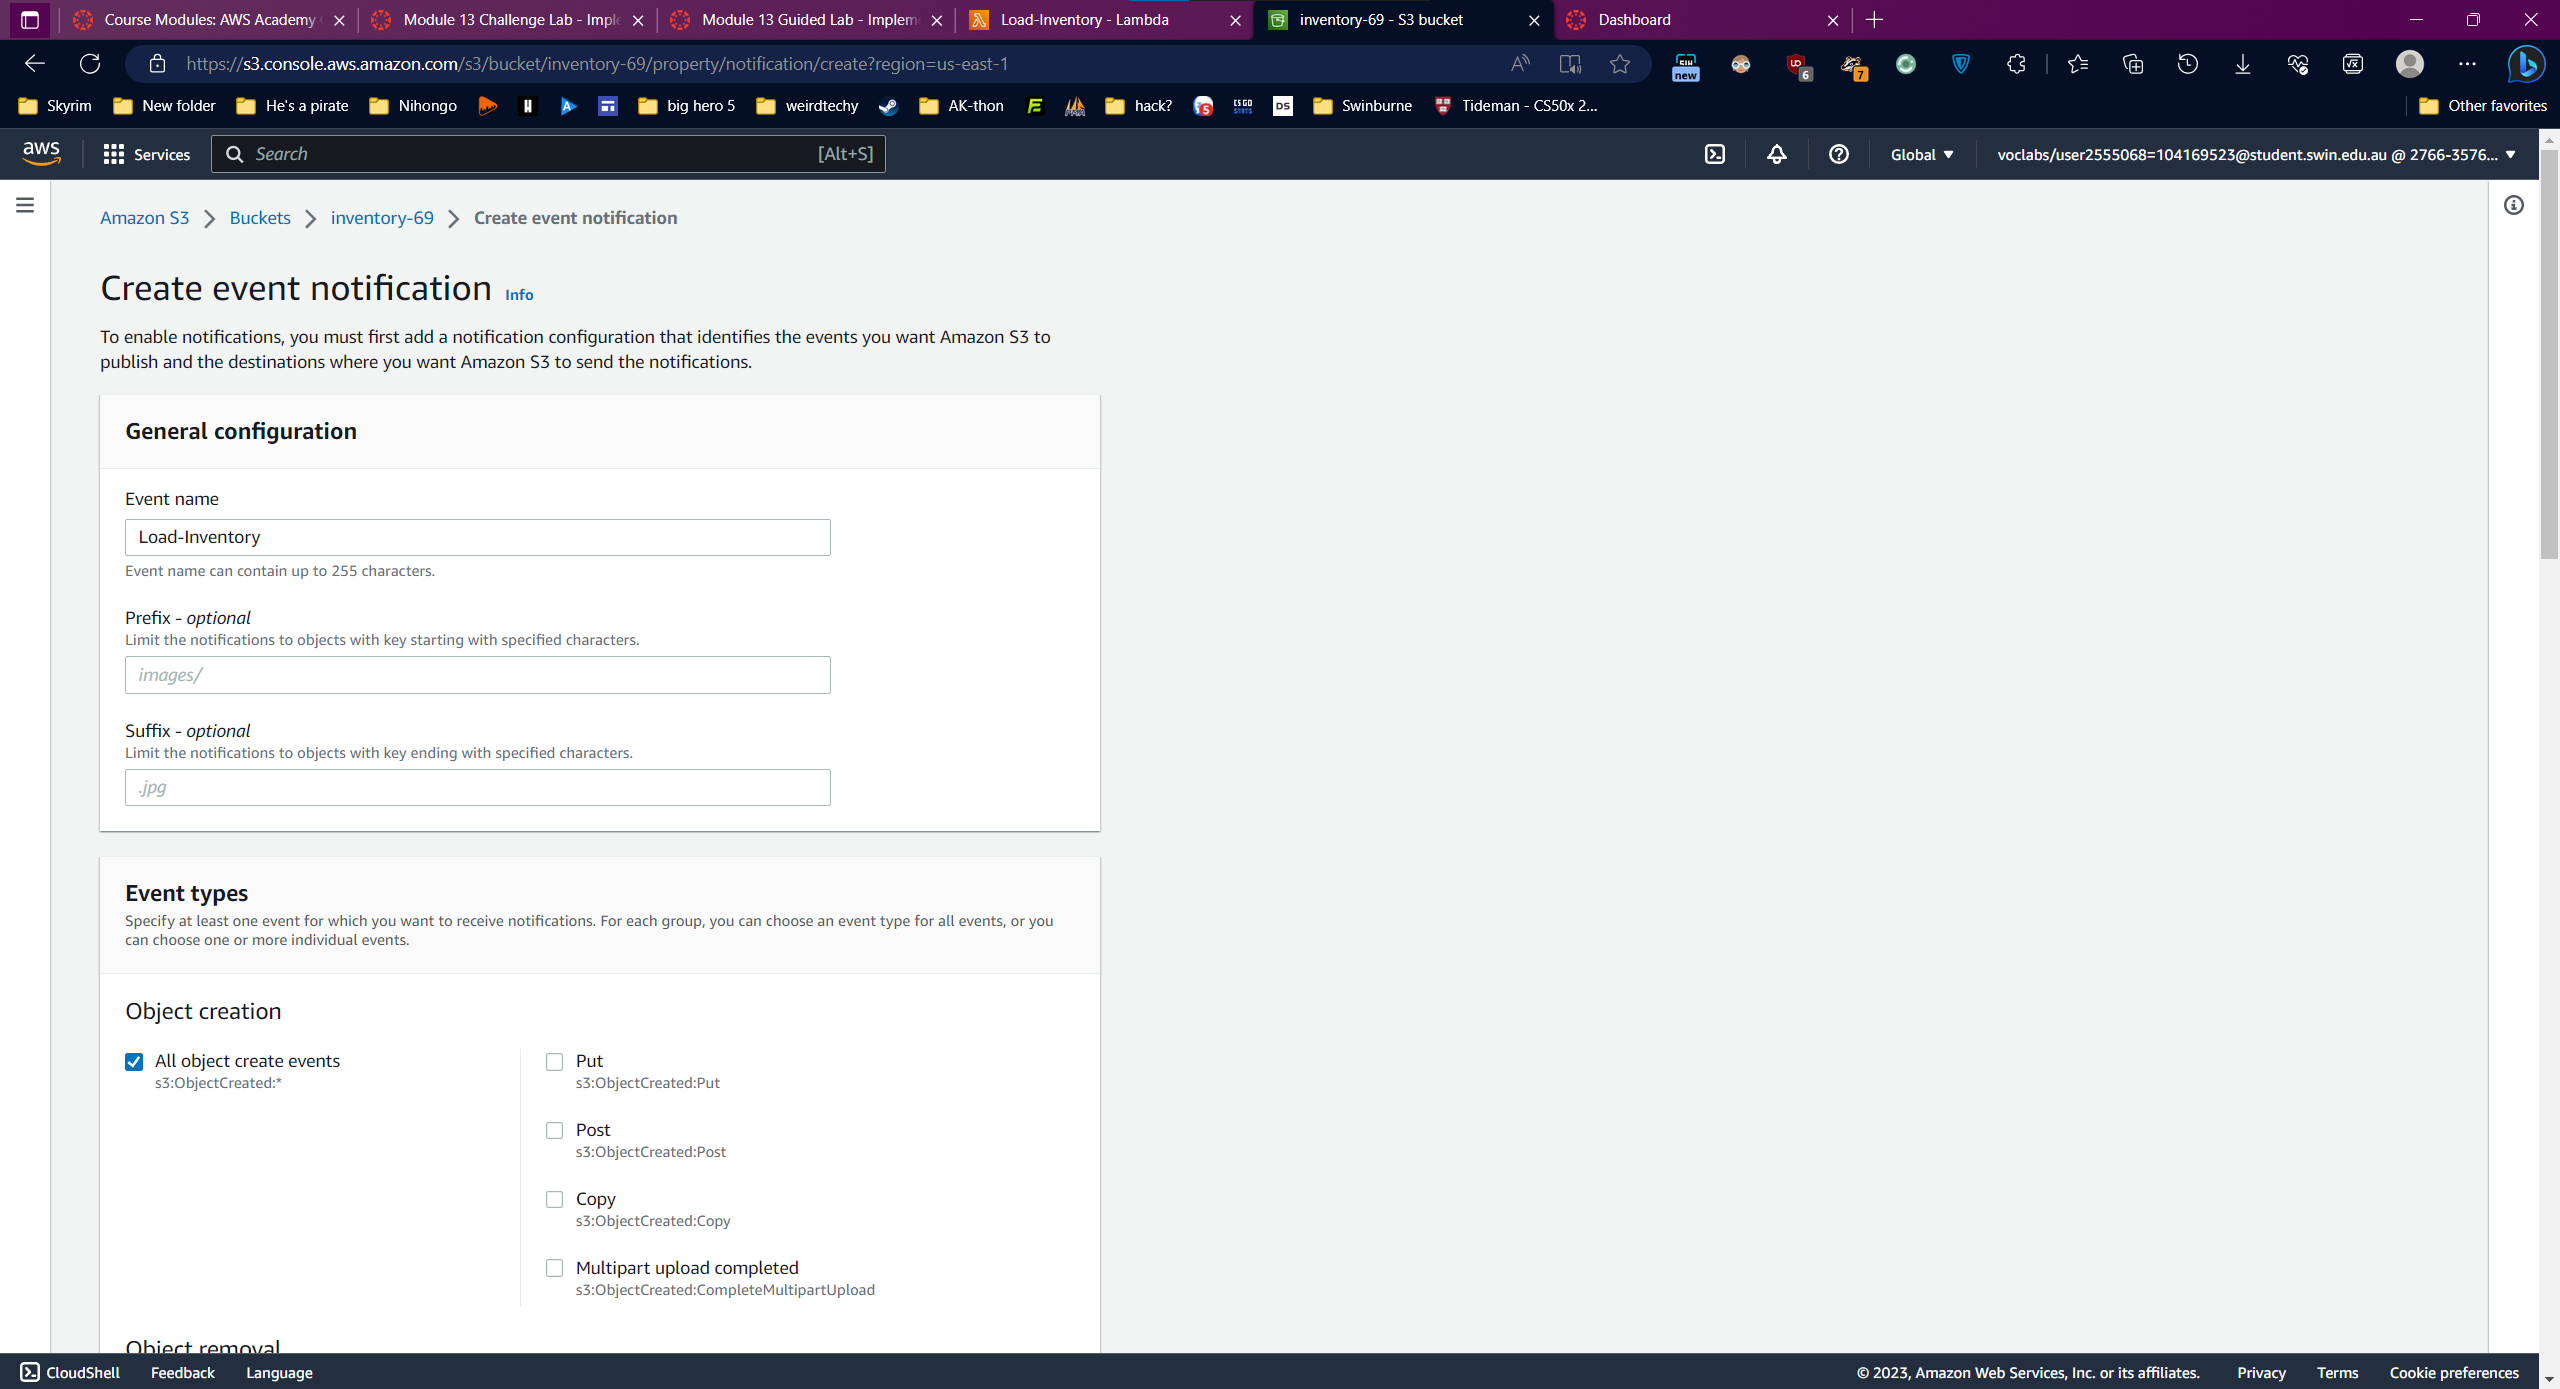 Course Modules: AWS Academy
Module 13 Challenge Lab - Imple
Module 13 Guided Lab - Implem
Load-Inventory - Lambda
inventory-69 - S3 bucket
Dashboard
https://s3.console.aws.amazon.com/s3/bucket/inventory-69/property/notification/create?region=us-east-1
new
6
7
Skyrim
New folder
He's a pirate
Nihongo
big hero 5
weirdtechy
AK-thon
hack?
DS
Swinburne
Tideman - CS50x 2...
Other favorites
aws
Services
Search
[Alt+S]
Global
voclabs/user2555068=104169523@student.swin.edu.au @ 2766-3576...
Amazon S3
Buckets
inventory-69
Create event notification
Create event notification
Info
To enable notifications, you must first add a notification configuration that identifies the events you want Amazon S3 to
publish and the destinations where you want Amazon S3 to send the notifications.
General configuration
Event name
Load-Inventory
Event name can contain up to 255 characters.
Prefix - optional
Limit the notifications to objects with key starting with specified characters.
images/
Suffix - optional
Limit the notifications to objects with key ending with specified characters.
.jpg
Event types
Specify at least one event for which you want to receive notifications. For each group, you can choose an event type for all events, or you
can choose one or more individual events.
Object creation
All object create events
s3:ObjectCreated:*
Put
s3:ObjectCreated:Put
Post
s3:ObjectCreated:Post
Copy
s3:ObjectCreated:Copy
Multipart upload completed
s3:ObjectCreated:CompleteMultipartUpload
Object removal
CloudShell
Feedback
Language
© 2023, Amazon Web Services, Inc. or its affiliates.
Privacy
Terms
Cookie preferences